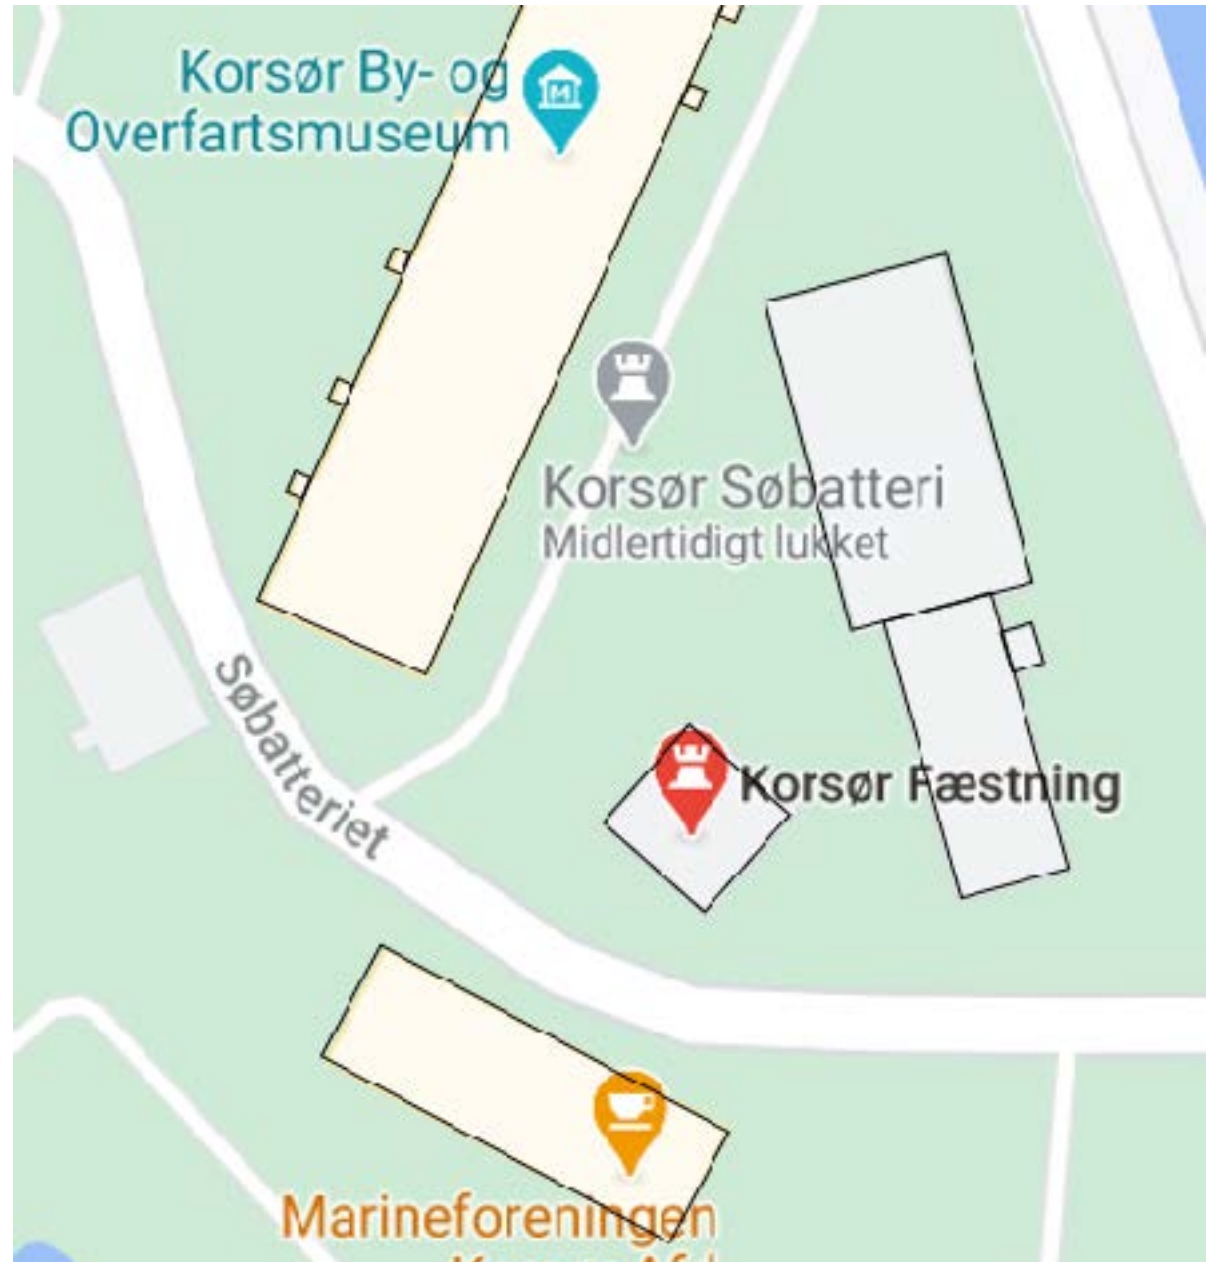 Korsør By- og
Overfartsmuseum
Korsør Søbatteri
Midlertidigt lukket
Søbatteriet
Korsør Fæstning
Marineforeningen